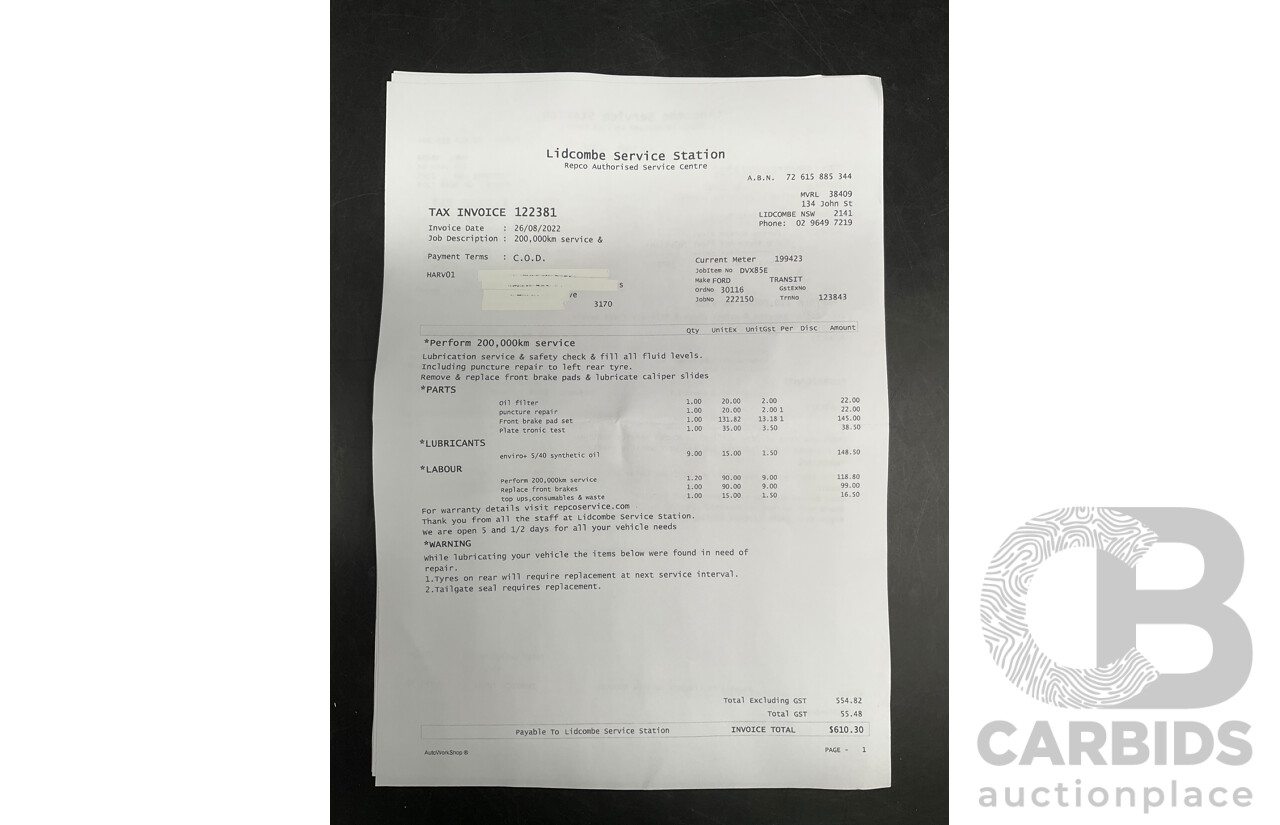 Lidcombe Service Station
Repco Authorised Service Centre
A.B.N. 72 615 885 344
MVRL 38409
134 John St
LIDCOMBE NSW 2141
Phone: 02 9649 7219
TAX INVOICE 122381
Invoice Date : 26/08/2022
Job Description : 200,000km service &
Payment Terms : C.O.D.
HARV01
s
ve
3170
Current Meter 199423
JobItem No DVX85E
Make FORD TRANSIT
OrdNo 30116 GstExNo
JobNo 222150 TrnNo 123843
Qty UnitEx UnitGst Per Disc Amount
*Perform 200,000km service
Lubrication service & safety check & fill all fluid levels.
Including puncture repair to left rear tyre.
Remove & replace front brake pads & lubricate caliper slides
*PARTS
Oil filter 1.00 20.00 2.00 22.00
puncture repair 1.00 20.00 2.00 1 22.00
Front brake pad set 1.00 131.82 13.18 1 145.00
Plate tronic test 1.00 35.00 3.50 38.50
*LUBRICANTS
enviro+ 5/40 synthetic oil 9.00 15.00 1.50 148.50
*LABOUR
Perform 200,000km service 1.20 90.00 9.00 118.80
Replace front brakes 1.00 90.00 9.00 99.00
top ups,consumables & waste 1.00 15.00 1.50 16.50
For warranty details visit repcoservice.com
Thank you from all the staff at Lidcombe Service Station.
We are open 5 and 1/2 days for all your vehicle needs
*WARNING
While lubricating your vehicle the items below were found in need of
repair.
1.Tyres on rear will require replacement at next service interval.
2.Tailgate seal requires replacement.
Total Excluding GST 554.82
Total GST 55.48
Payable To Lidcombe Service Station INVOICE TOTAL $610.30
AutoWorkShop ®
PAGE - 1
CB
CARBIDS
auctionplace